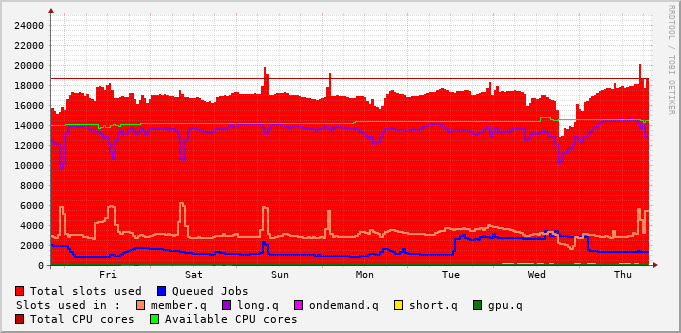 24000
22000
20000
18000
16000
14000
12000
10000
8000
6000
4000
2000
0
Fri Sat Sun Mon Tue Wed Thu
RRDTOOL / TOBI OETIKER
Total slots used Queued Jobs
Slots used in : member.q long.q ondemand.q short.q gpu.q
Total CPU cores Available CPU cores